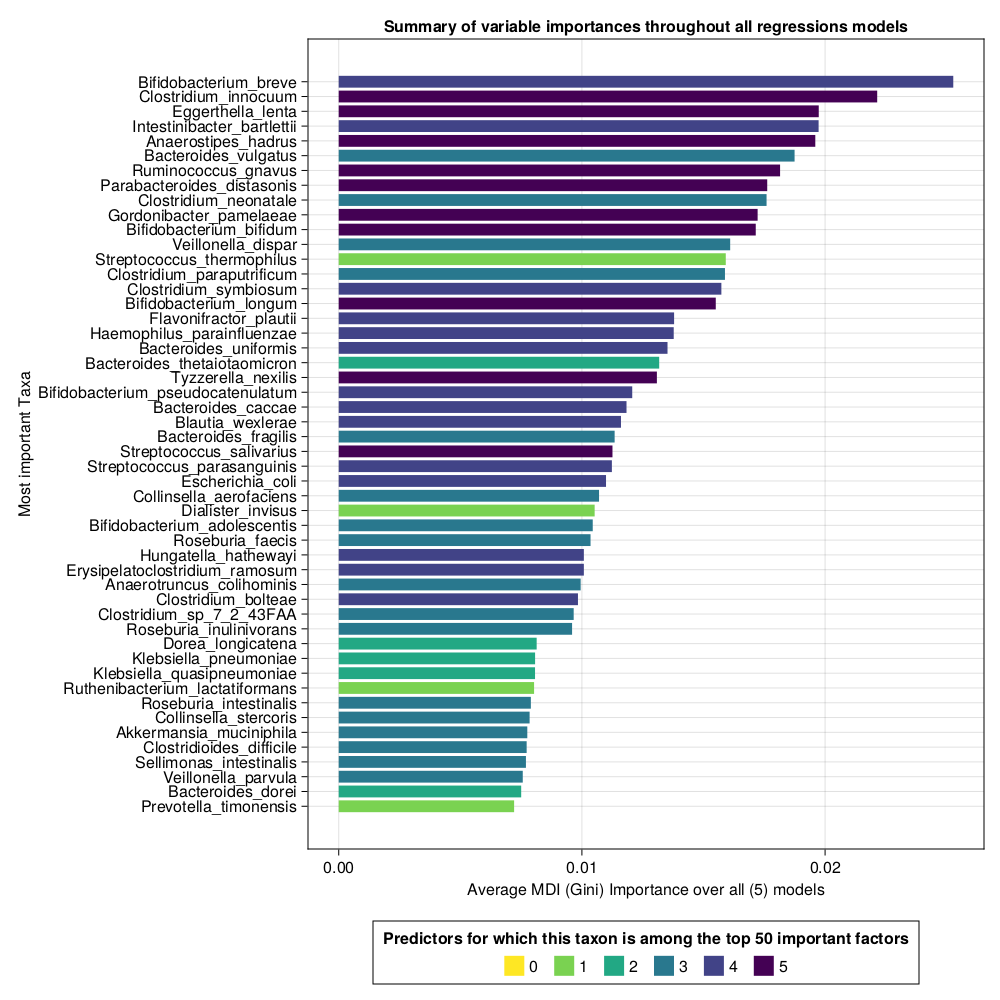 Summary of variable importances throughout all regressions models
Most important Taxa
Bifidobacterium_breve
Clostridium_innocuum
Eggerthella_lenta
Intestinibacter_bartlettii
Anaerostipes_hadrus
Bacteroides_vulgatus
Ruminococcus_gnavus
Parabacteroides_distasonis
Clostridium_neonatale
Gordonibacter_pamelaeae
Bifidobacterium_bifidum
Veillonella_dispar
Streptococcus_thermophilus
Clostridium_paraputrificum
Clostridium_symbiosum
Bifidobacterium_longum
Flavonifractor_plautii
Haemophilus_parainfluenzae
Bacteroides_uniformis
Bacteroides_thetaiotaomicron
Tyzzerella_nexilis
Bifidobacterium_pseudocatenulatum
Bacteroides_caccae
Blautia_wexlerae
Bacteroides_fragilis
Streptococcus_salivarius
Streptococcus_parasanguinis
Escherichia_coli
Collinsella_aerofaciens
Dialister_invisus
Bifidobacterium_adolescentis
Roseburia_faecis
Hungatella_hathewayi
Erysipelatoclostridium_ramosum
Anaerotruncus_colihominis
Clostridium_bolteae
Clostridium_sp_7_2_43FAA
Roseburia_inulinivorans
Dorea_longicatena
Klebsiella_pneumoniae
Klebsiella_quasipneumoniae
Ruthenibacterium_lactatiformans
Roseburia_intestinalis
Collinsella_stercoris
Akkermansia_muciniphila
Clostridioides_difficile
Sellimonas_intestinalis
Veillonella_parvula
Bacteroides_dorei
Prevotella_timonensis
0.00 0.01 0.02
Average MDI (Gini) Importance over all (5) models
Predictors for which this taxon is among the top 50 important factors
0 1 2 3 4 5